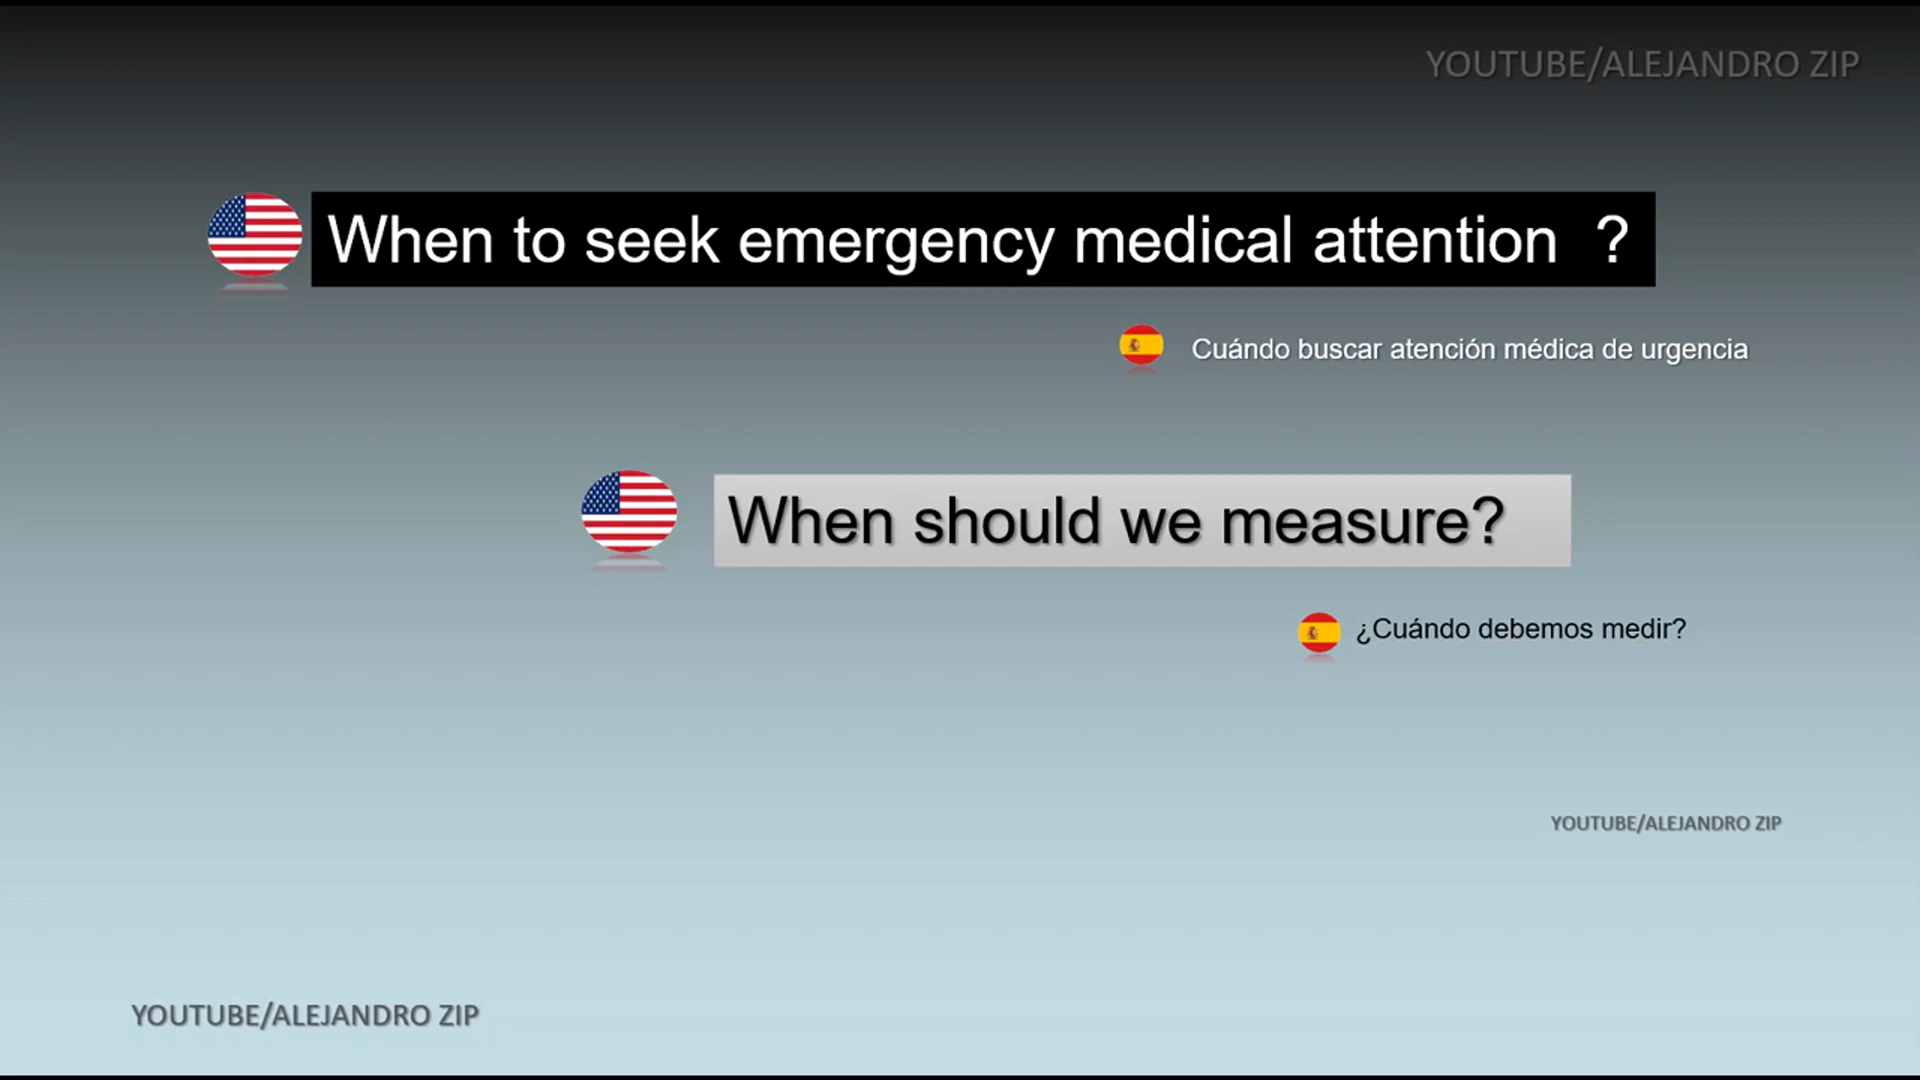 YOUTUBE/ALEJANDRO ZIP
When to seek emergency medical attention ?
Cuándo buscar atención médica de urgencia
When should we measure?
¿Cuándo debemos medir?
YOUTUBE/ALEJANDRO ZIP
YOUTUBE/ALEJANDRO ZIP